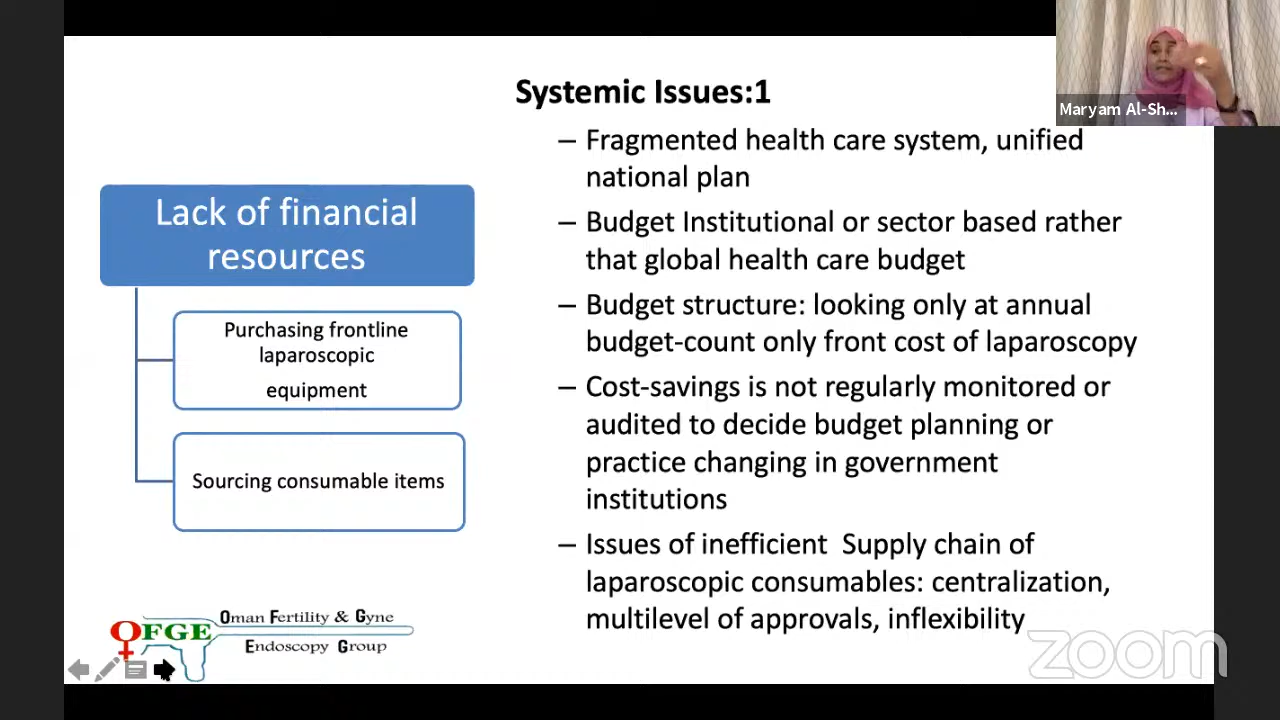 Systemic Issues:1
Maryam Al-Sh...
– Fragmented health care system, unified
national plan
– Budget Institutional or sector based rather
that global health care budget
– Budget structure: looking only at annual
budget-count only front cost of laparoscopy
– Cost-savings is not regularly monitored or
audited to decide budget planning or
practice changing in government
institutions
– Issues of inefficient  Supply chain of
laparoscopic consumables: centralization,
multilevel of approvals, inflexibility
Lack of financial
resources
Purchasing frontline
laparoscopic
equipment
Sourcing consumable items
OFGE
Oman Fertility & Gyne
Endoscopy Group
zoom